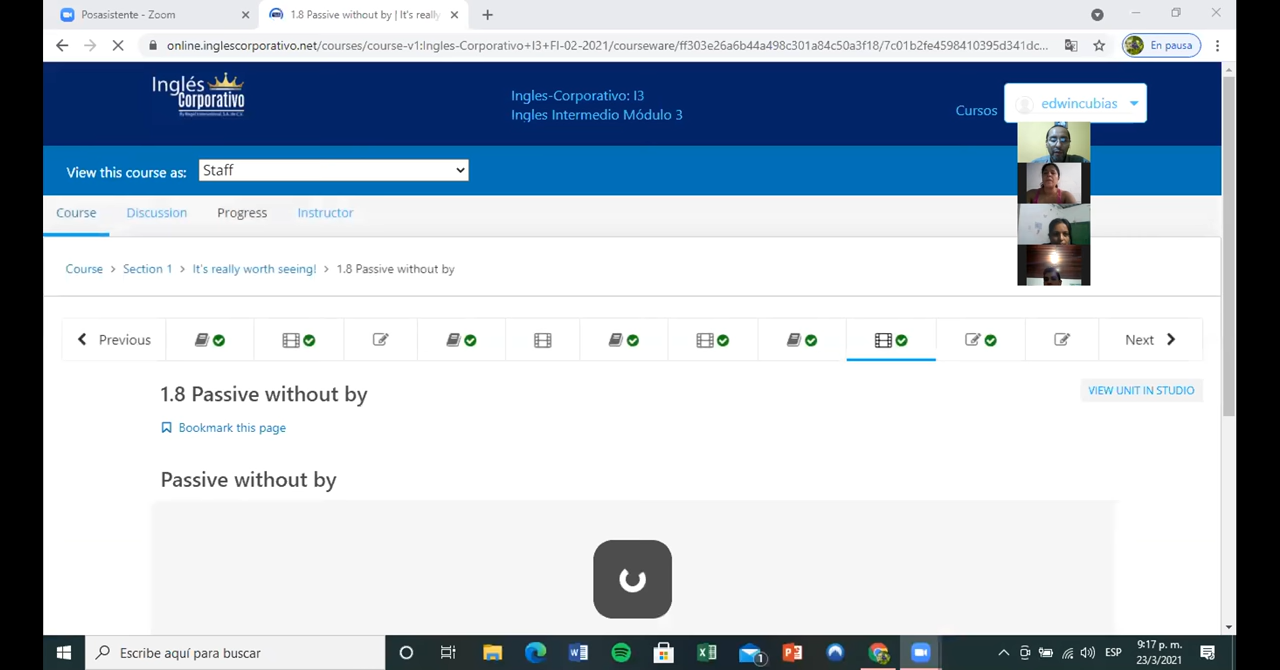 Posasistente - Zoom
1.8 Passive without by | It's really
online.inglescorporativo.net/courses/course-v1:Ingles-Corporativo+I3+FI-02-2021/courseware/ff303e26a6b44a498c301a84c50a3f18/7c01b2fe4598410395d341dc...
En pausa
Inglés
Corporativo
Ingles-Corporativo: I3
Ingles Intermedio Módulo 3
Cursos
edwincubias
View this course as:
Staff
Course
Discussion
Progress
Instructor
Course > Section 1 > It's really worth seeing! > 1.8 Passive without by
Previous
Next
1.8 Passive without by
VIEW UNIT IN STUDIO
Bookmark this page
Passive without by
Escribe aquí para buscar
1
ESP
9:17 p. m.
23/3/2021